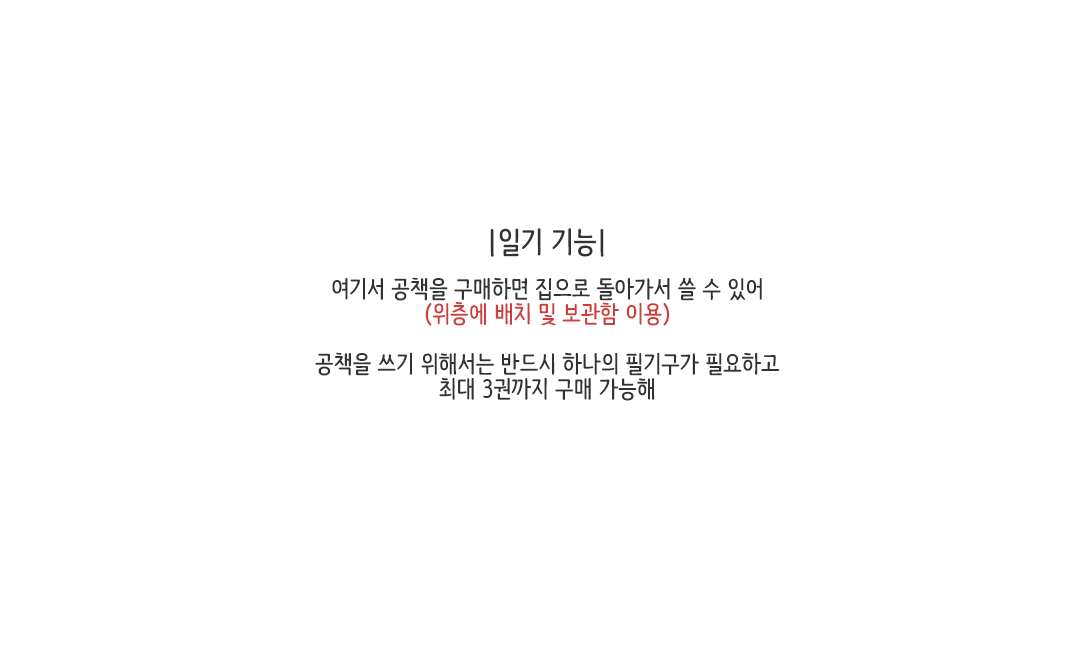 |일기 기능|
여기서 공책을 구매하면 집으로 돌아가서 쓸 수 있어
(위층에 배치 및 보관함 이용)
공책을 쓰기 위해서는 반드시 하나의 필기구가 필요하고
최대 3권까지 구매 가능해